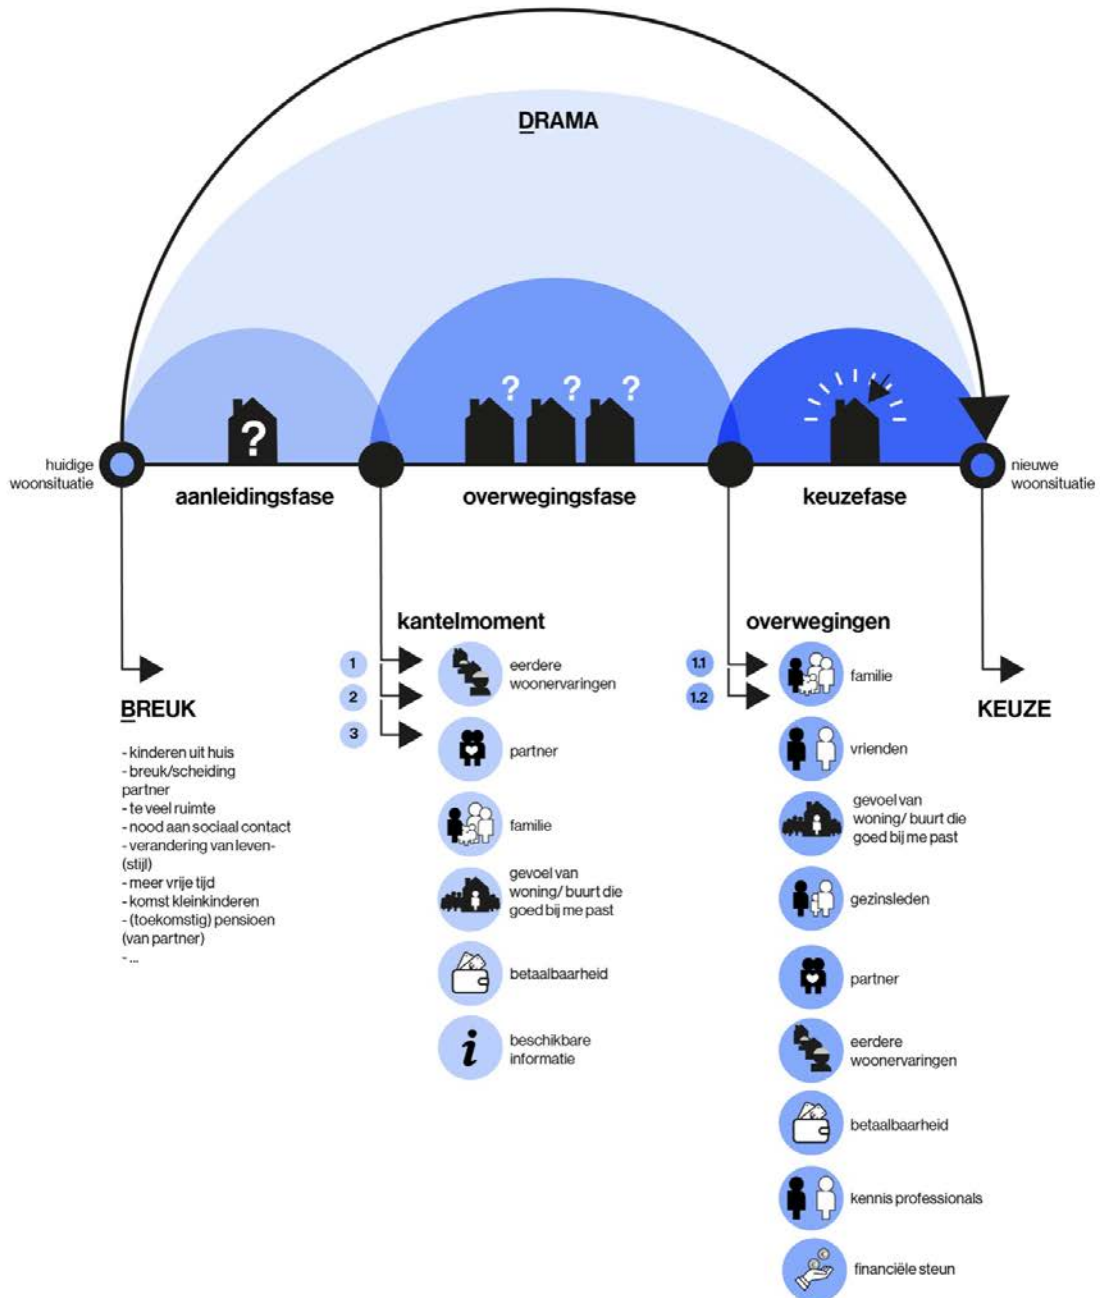 DRAMA
?
?
?
?
huidige
woonsituatie
nieuwe
woonsituatie
aanleidingsfase
overwegingsfase
keuzefase
BREUK
- kinderen uit huis
- breuk/scheiding
partner
- te veel ruimte
- nood aan sociaal contact
- verandering van leven-
(stijl)
- meer vrije tijd
- komst kleinkinderen
- (toekomstig) pensioen
(van partner)
- ...
kantelmoment
1
2
3
eerdere
woonervaringen
partner
familie
gevoel van
woning/ buurt die
goed bij me past
betaalbaarheid
i
beschikbare
informatie
overwegingen
1.1
1.2
familie
vrienden
gevoel van
woning/ buurt die
goed bij me past
gezinsleden
partner
eerdere
woonervaringen
betaalbaarheid
kennis professionals
financiële steun
KEUZE